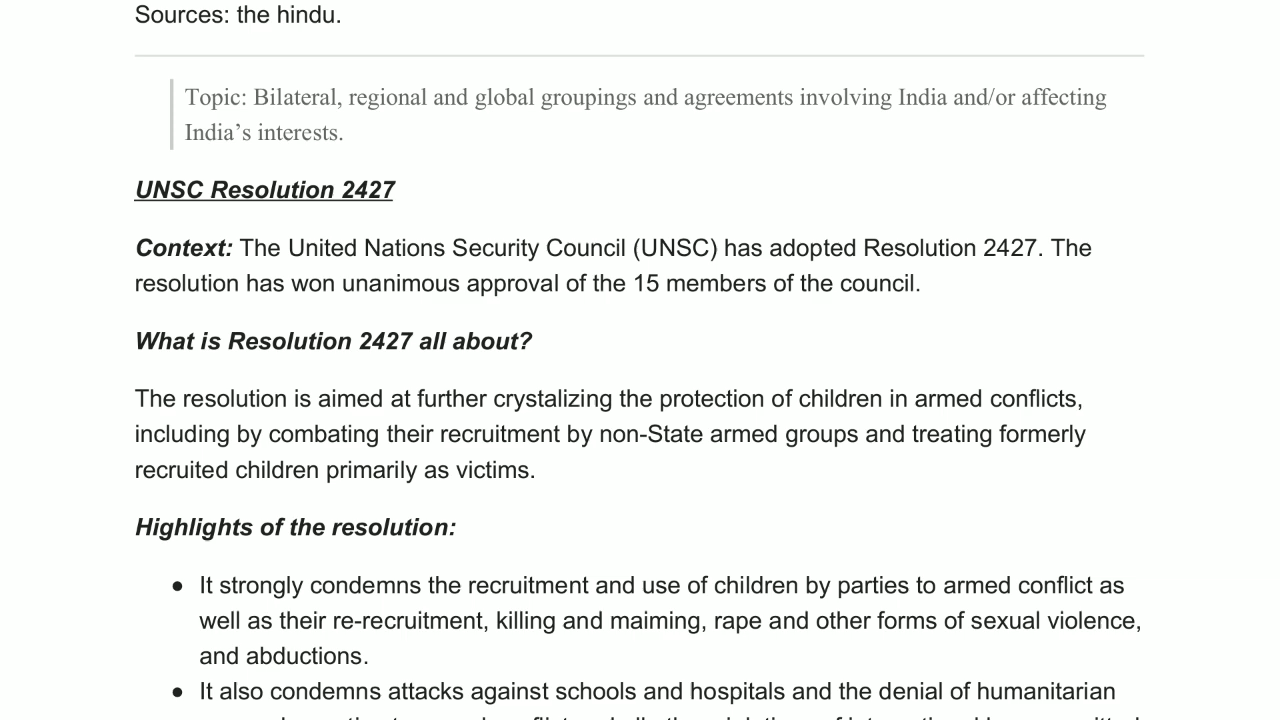 Sources: the hindu.
Topic: Bilateral, regional and global groupings and agreements involving India and/or affecting
India’s interests.
UNSC Resolution 2427
Context: The United Nations Security Council (UNSC) has adopted Resolution 2427. The
resolution has won unanimous approval of the 15 members of the council.
What is Resolution 2427 all about?
The resolution is aimed at further crystalizing the protection of children in armed conflicts,
including by combating their recruitment by non-State armed groups and treating formerly
recruited children primarily as victims.
Highlights of the resolution:
● It strongly condemns the recruitment and use of children by parties to armed conflict as
well as their re-recruitment, killing and maiming, rape and other forms of sexual violence,
and abductions.
● It also condemns attacks against schools and hospitals and the denial of humanitarian